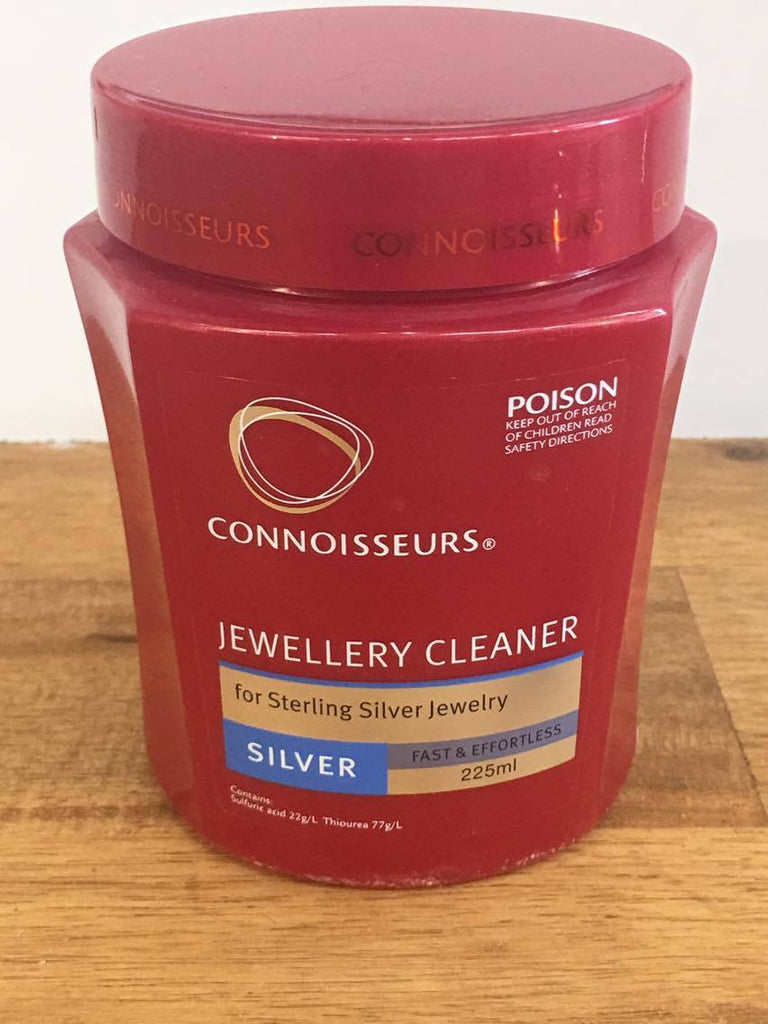 CONNOISSEURS CONNOISSEURS
POISON
KEEP OUT OF REACH
OF CHILDREN READ
SAFETY DIRECTIONS
CONNOISSEURS®
JEWELLERY CLEANER
for Sterling Silver Jewelry
SILVER
FAST & EFFORTLESS
225ml
Contains:
Sulfuric acid 22g/L Thiourea 77g/L